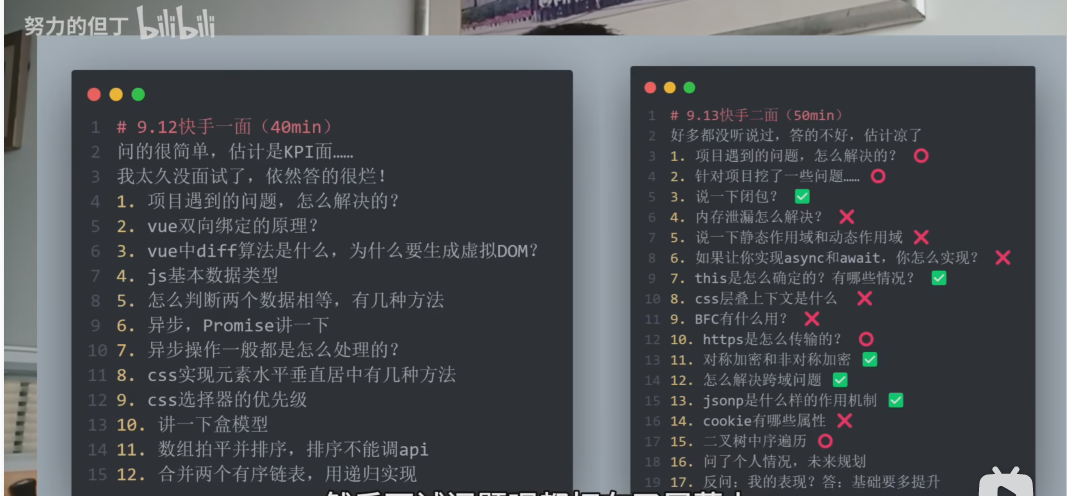 努力的但丁 bilibili
1 # 9.12快手一面（40min）
2 问的很简单，估计是KPI面……
3 我太久没面试了，依然答的很烂！
4 1. 项目遇到的问题，怎么解决的？
5 2. vue双向绑定的原理？
6 3. vue中diff算法是什么，为什么要生成虚拟DOM？
7 4. js基本数据类型
8 5. 怎么判断两个数据相等，有几种方法
9 6. 异步，Promise讲一下
10 7. 异步操作一般都是怎么处理的？
11 8. css实现元素水平垂直居中有几种方法
12 9. css选择器的优先级
13 10. 讲一下盒模型
14 11. 数组拍平并排序，排序不能调api
15 12. 合并两个有序链表，用递归实现
1 # 9.13快手二面（50min）
2 好多都没听说过，答的不好，估计凉了
3 1. 项目遇到的问题，怎么解决的？ ⭕
4 2. 针对项目挖了一些问题…… ⭕
5 3. 说一下闭包？ ✅
6 4. 内存泄漏怎么解决？ ❌
7 5. 说一下静态作用域和动态作用域 ❌
8 6. 如果让你实现async和await，你怎么实现？ ❌
9 7. this是怎么确定的？有哪些情况？ ✅
10 8. css层叠上下文是什么 ❌
11 9. BFC有什么用？ ❌
12 10. https是怎么传输的？ ⭕
13 11. 对称加密和非对称加密 ✅
14 12. 怎么解决跨域问题 ✅
15 13. jsonp是什么样的作用机制 ✅
16 14. cookie有哪些属性 ❌
17 15. 二叉树中序遍历 ⭕
18 16. 问了个人情况，未来规划
19 17. 反问：我的表现？答：基础要多提升